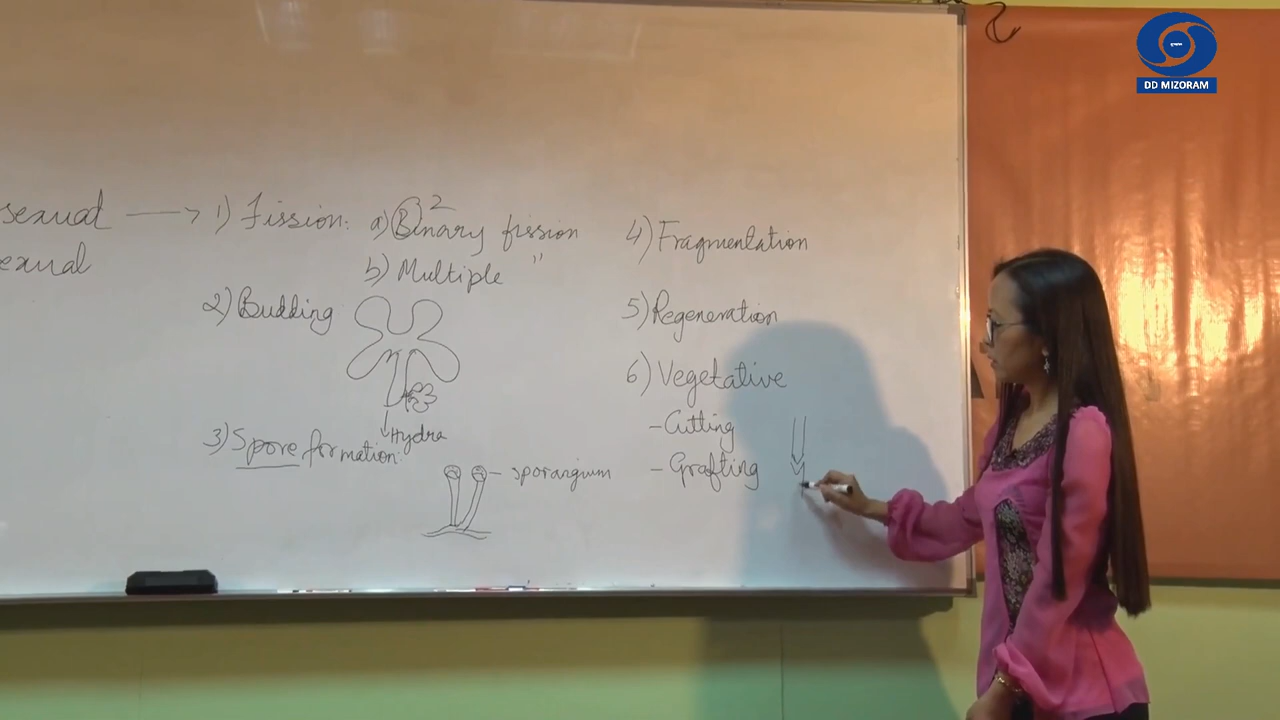 sexual → 1) Fission: a) Binary fission
2
exual
b) Multiple "
2) Budding
Hydra
3) Spore formation:
sporangium
4) Fragmentation
5) Regeneration
6) Vegetative
- Cutting
- Grafting
DD MIZORAM